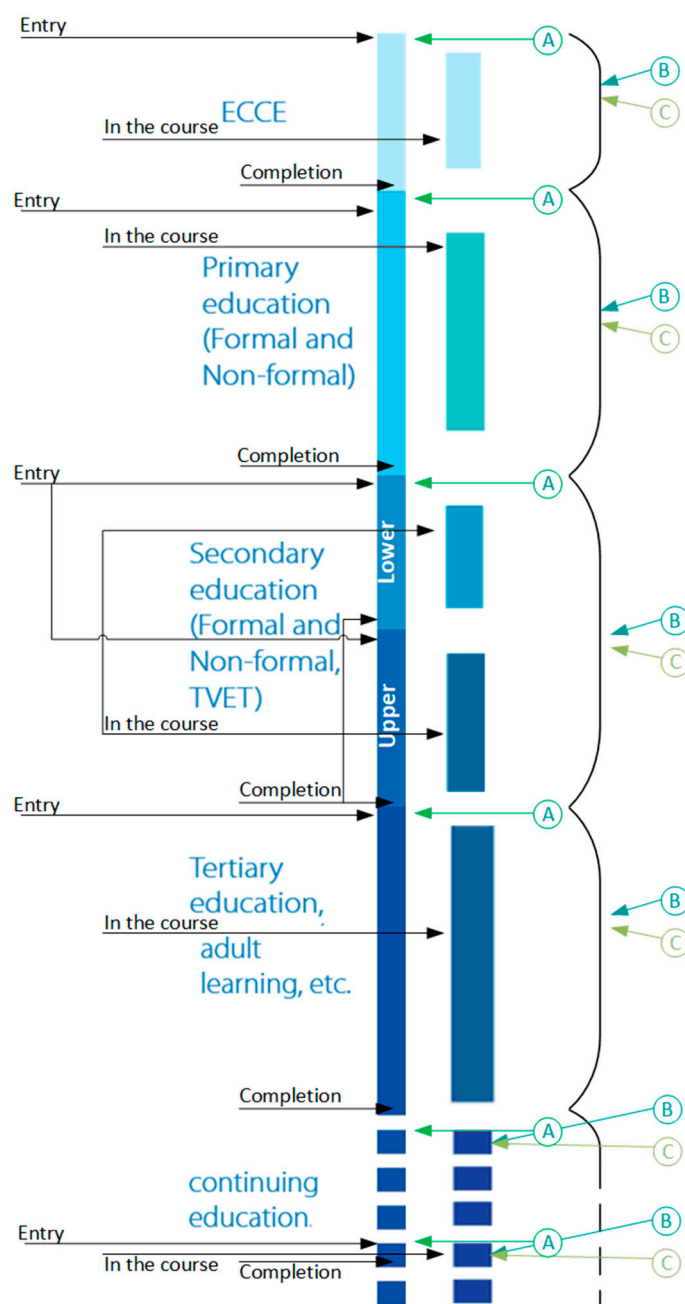 Entry
A
B
ECCE
C
In the course
Completion
Entry
A
In the course
Primary
education
(Formal and
Non-formal)
B
C
Completion
Entry
A
Lower
Secondary
education
(Formal and
Non-formal,
TVET)
B
C
Upper
In the course
Completion
Entry
A
Tertiary
education,
In the course
adult
learning, etc.
B
C
Completion
B
A
C
continuing
education.
B
Entry
A
In the course
C
Completion